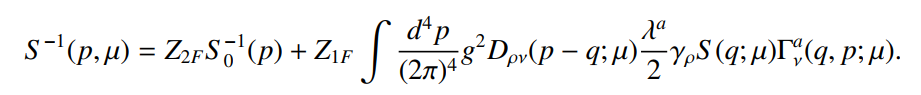 $S^{-1}(p,\mu) = Z_{2F}S_0^{-1}(p) + Z_{1F}\int \frac{d^4p}{(2\pi)^4} g^2 D_{\rho\nu}(p-q;\mu)\frac{\lambda^a}{2}\gamma_\rho S(q;\mu)\Gamma_\nu^a(q,p;\mu).$